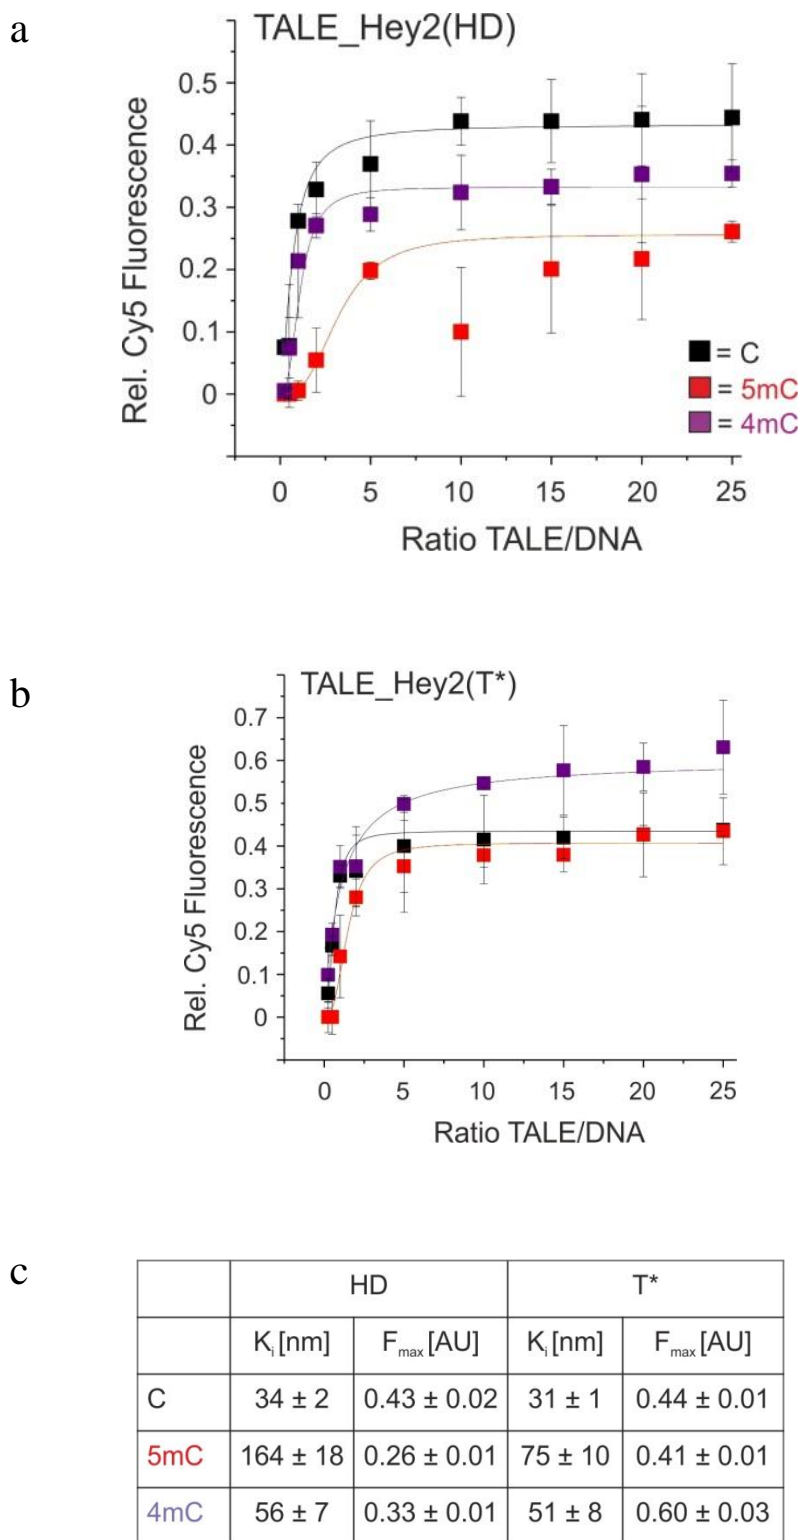 a
TALE_Hey2(HD)
Rel. Cy5 Fluorescence
0.5
0.4
0.3
0.2
0.1
0
= C
= 5mC
= 4mC
0 5 10 15 20 25
Ratio TALE/DNA
b
TALE_Hey2(T*)
Rel. Cy5 Fluorescence
0.7
0.6
0.5
0.4
0.3
0.2
0.1
0
0 5 10 15 20 25
Ratio TALE/DNA
c
HD T*
Ki [nm] Fmax [AU] Ki [nm] Fmax [AU]
C 34 ± 2 0.43 ± 0.02 31 ± 1 0.44 ± 0.01
5mC 164 ± 18 0.26 ± 0.01 75 ± 10 0.41 ± 0.01
4mC 56 ± 7 0.33 ± 0.01 51 ± 8 0.60 ± 0.03